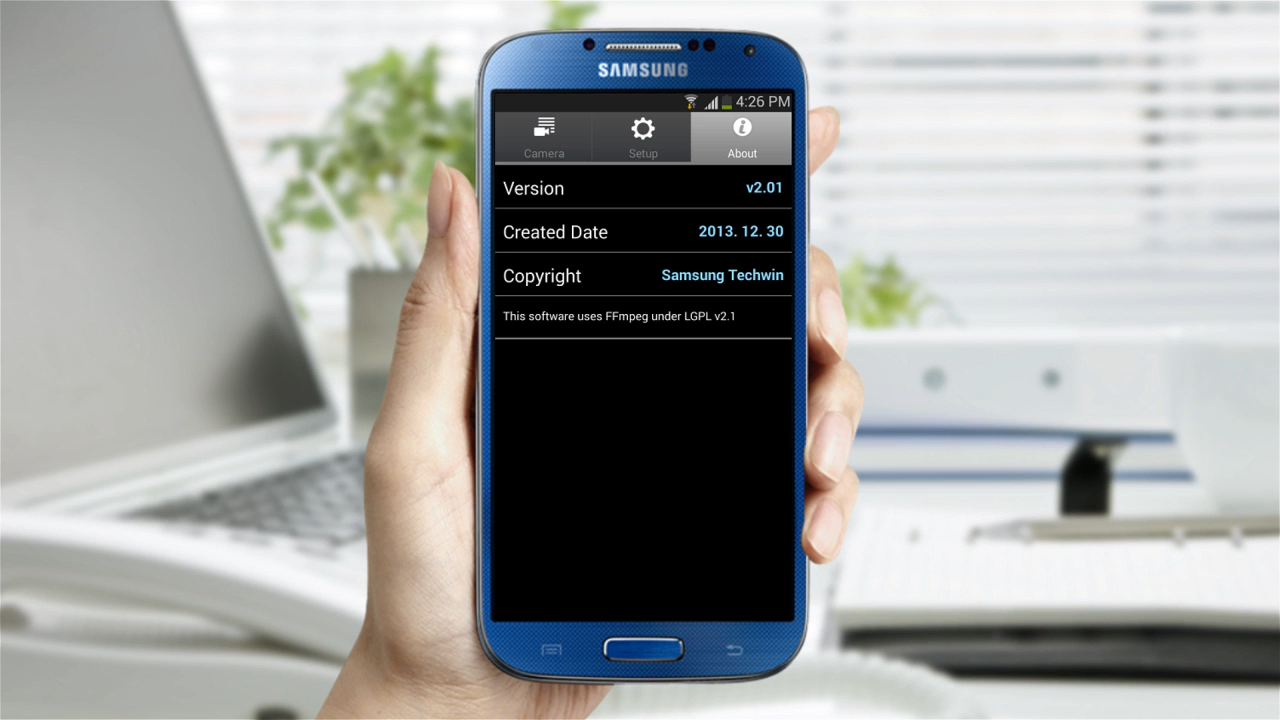 SAMSUNG
4:26 PM
Camera Setup About
Version v2.01
Created Date 2013. 12. 30
Copyright Samsung Techwin
This software uses FFmpeg under LGPL v2.1